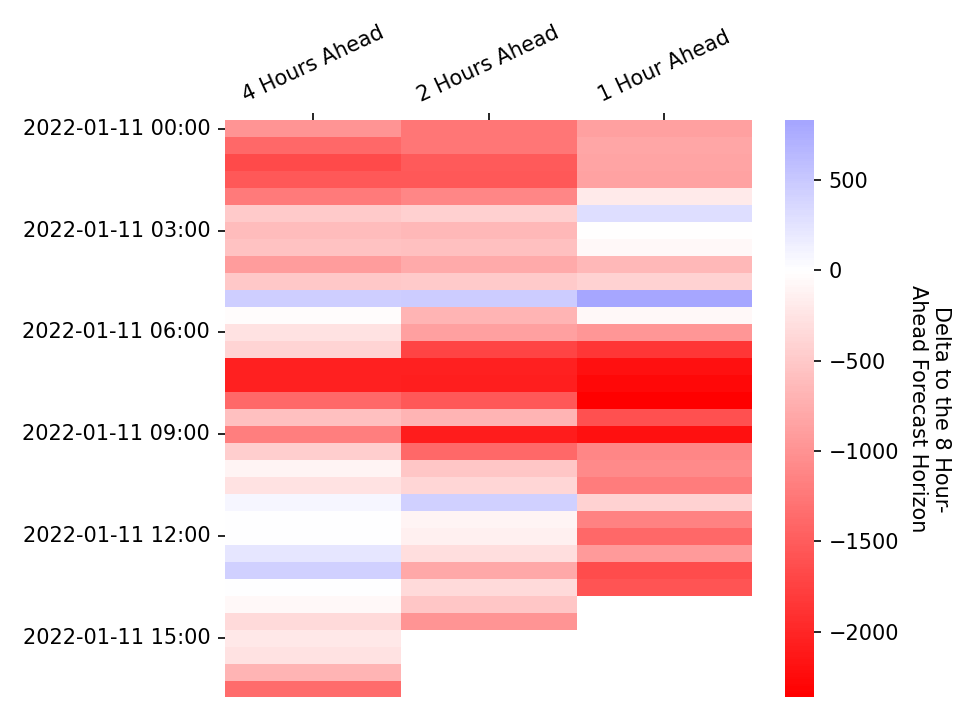 4 Hours Ahead
2 Hours Ahead
1 Hour Ahead
2022-01-11 00:00
2022-01-11 03:00
2022-01-11 06:00
2022-01-11 09:00
2022-01-11 12:00
2022-01-11 15:00
500
0
−500
−1000
−1500
−2000
Delta to the 8 Hour-
Ahead Forecast Horizon